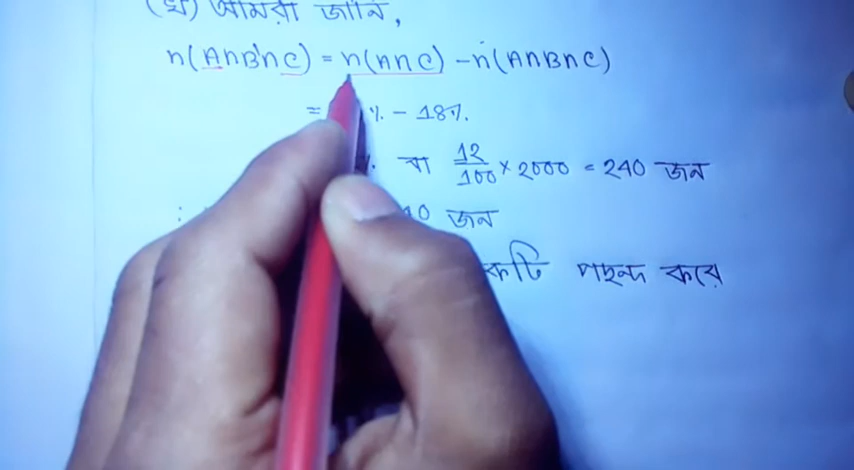 (খ) আমরা জানি,
n(A∩B'∩C) = n(A∩C) - n(A∩B∩C)
= % - 18%
% বা 12/100 × 2000 = 240 জন
জন
পছন্দ করে